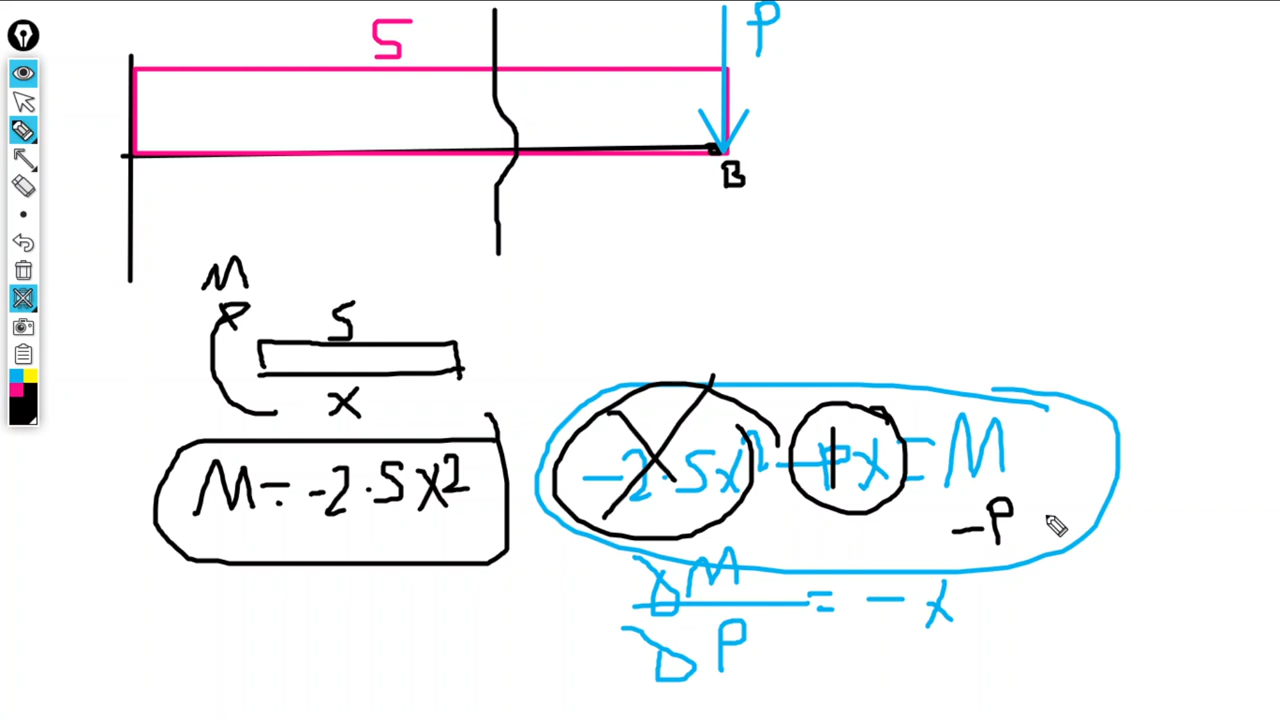 5
P
B
M
5
x
M = -2.5x²
-2.5x² - Px = M
-P
∂M
∂P
= -x